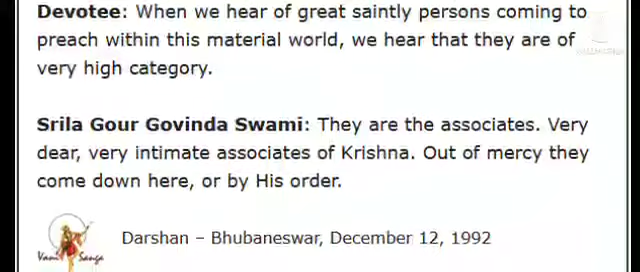 Devotee: When we hear of great saintly persons coming to
preach within this material world, we hear that they are of
very high category.
Srila Gour Govinda Swami: They are the associates. Very
dear, very intimate associates of Krishna. Out of mercy they
come down here, or by His order.
Vani Sanga
Darshan – Bhubaneswar, December 12, 1992